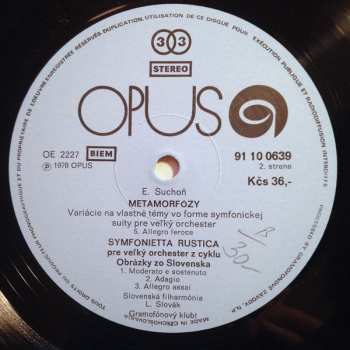 33
STEREO
OPUS
OE 2227 BIEM
℗ 1978 OPUS
91 10 0639
2. strana
Kčs 36,-
E. Suchoň
METAMORFÓZY
Variácie na vlastné témy vo forme symfonickej
suity pre veľký orchester
5. Allegro feroce
SYMFONIETTA RUSTICA
pre veľký orchester z cyklu
Obrázky zo Slovenska
1. Moderato e sostenuto
2. Adagio
3. Allegro assai
Slovenská filharmónia
L. Slovák
Gramofónový klub!
30,-
MADE IN CZECHOSLOVAKIA